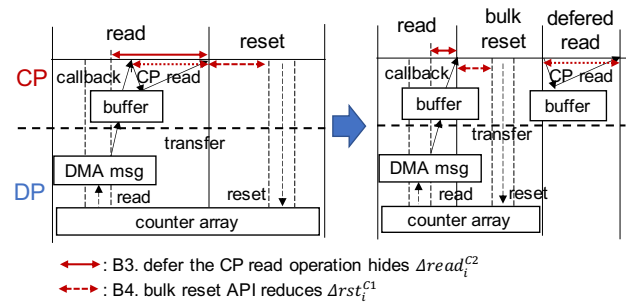 read
reset
CP
callback
CP read
buffer
transfer
DMA msg
DP
read
reset
counter array
read
bulk
reset
defered
read
callback
CP read
buffer
buffer
transfer
DMA msg
read
reset
counter array
: B3. defer the CP read operation hides Δread_i^{C2}
: B4. bulk reset API reduces Δrst_i^{C1}